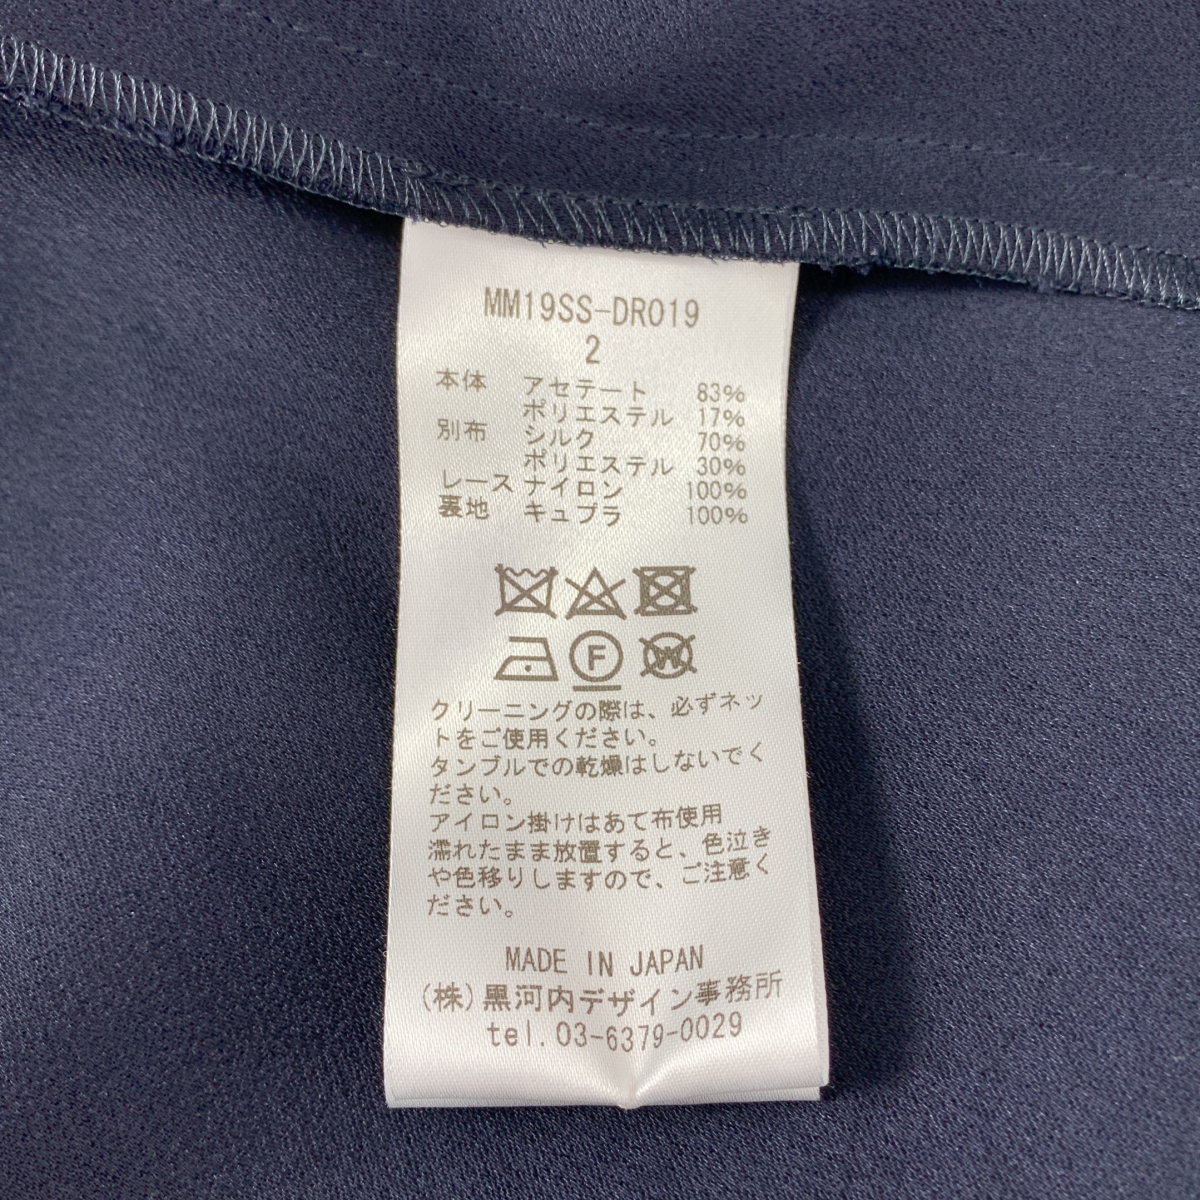 MM19SS-DR019
2
本体 アセテート 83%
ポリエステル 17%
別布 シルク 70%
ポリエステル 30%
レース ナイロン 100%
裏地 キュプラ 100%
F
W
クリーニングの際は、必ずネッ
トをご使用ください。
タンブルでの乾燥はしないでく
ださい。
アイロン掛けはあて布使用
濡れたまま放置すると、色泣き
や色移りしますので、ご注意く
ださい。
MADE IN JAPAN
(株)黒河内デザイン事務所
tel.03-6379-0029